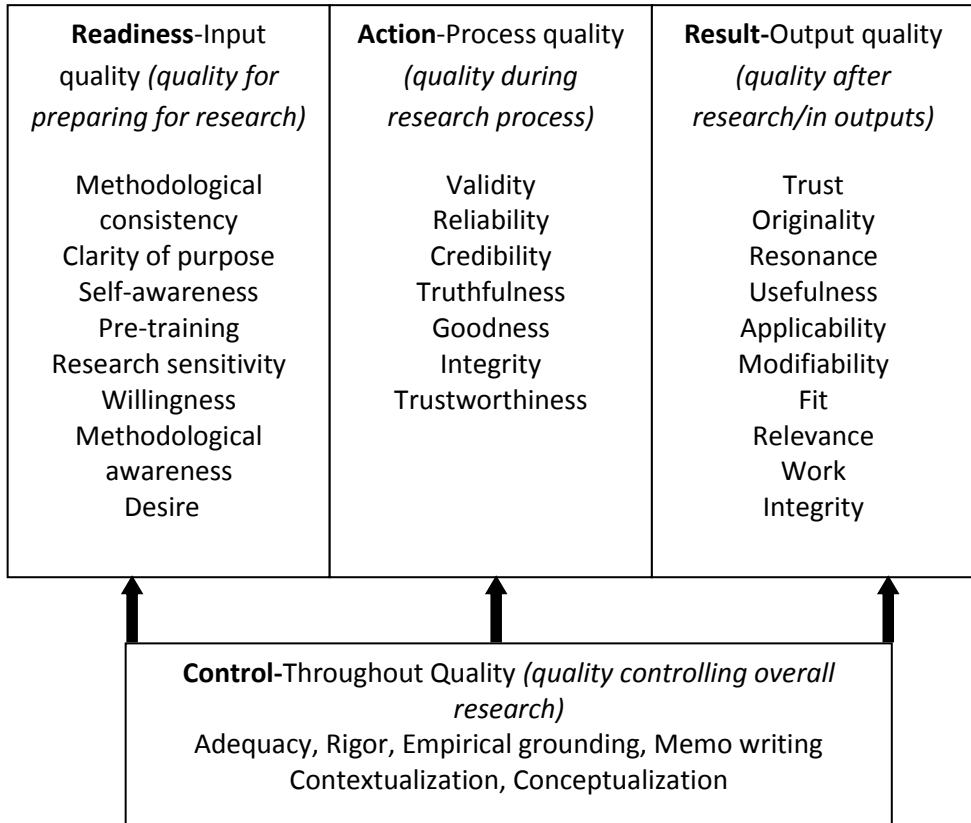 Readiness-Input
quality (quality for
preparing for research)
Methodological
consistency
Clarity of purpose
Self-awareness
Pre-training
Research sensitivity
Willingness
Methodological
awareness
Desire
Action-Process quality
(quality during
research process)
Validity
Reliability
Credibility
Truthfulness
Goodness
Integrity
Trustworthiness
Result-Output quality
(quality after
research/in outputs)
Trust
Originality
Resonance
Usefulness
Applicability
Modifiability
Fit
Relevance
Work
Integrity
Control-Throughout Quality (quality controlling overall
research)
Adequacy, Rigor, Empirical grounding, Memo writing
Contextualization, Conceptualization